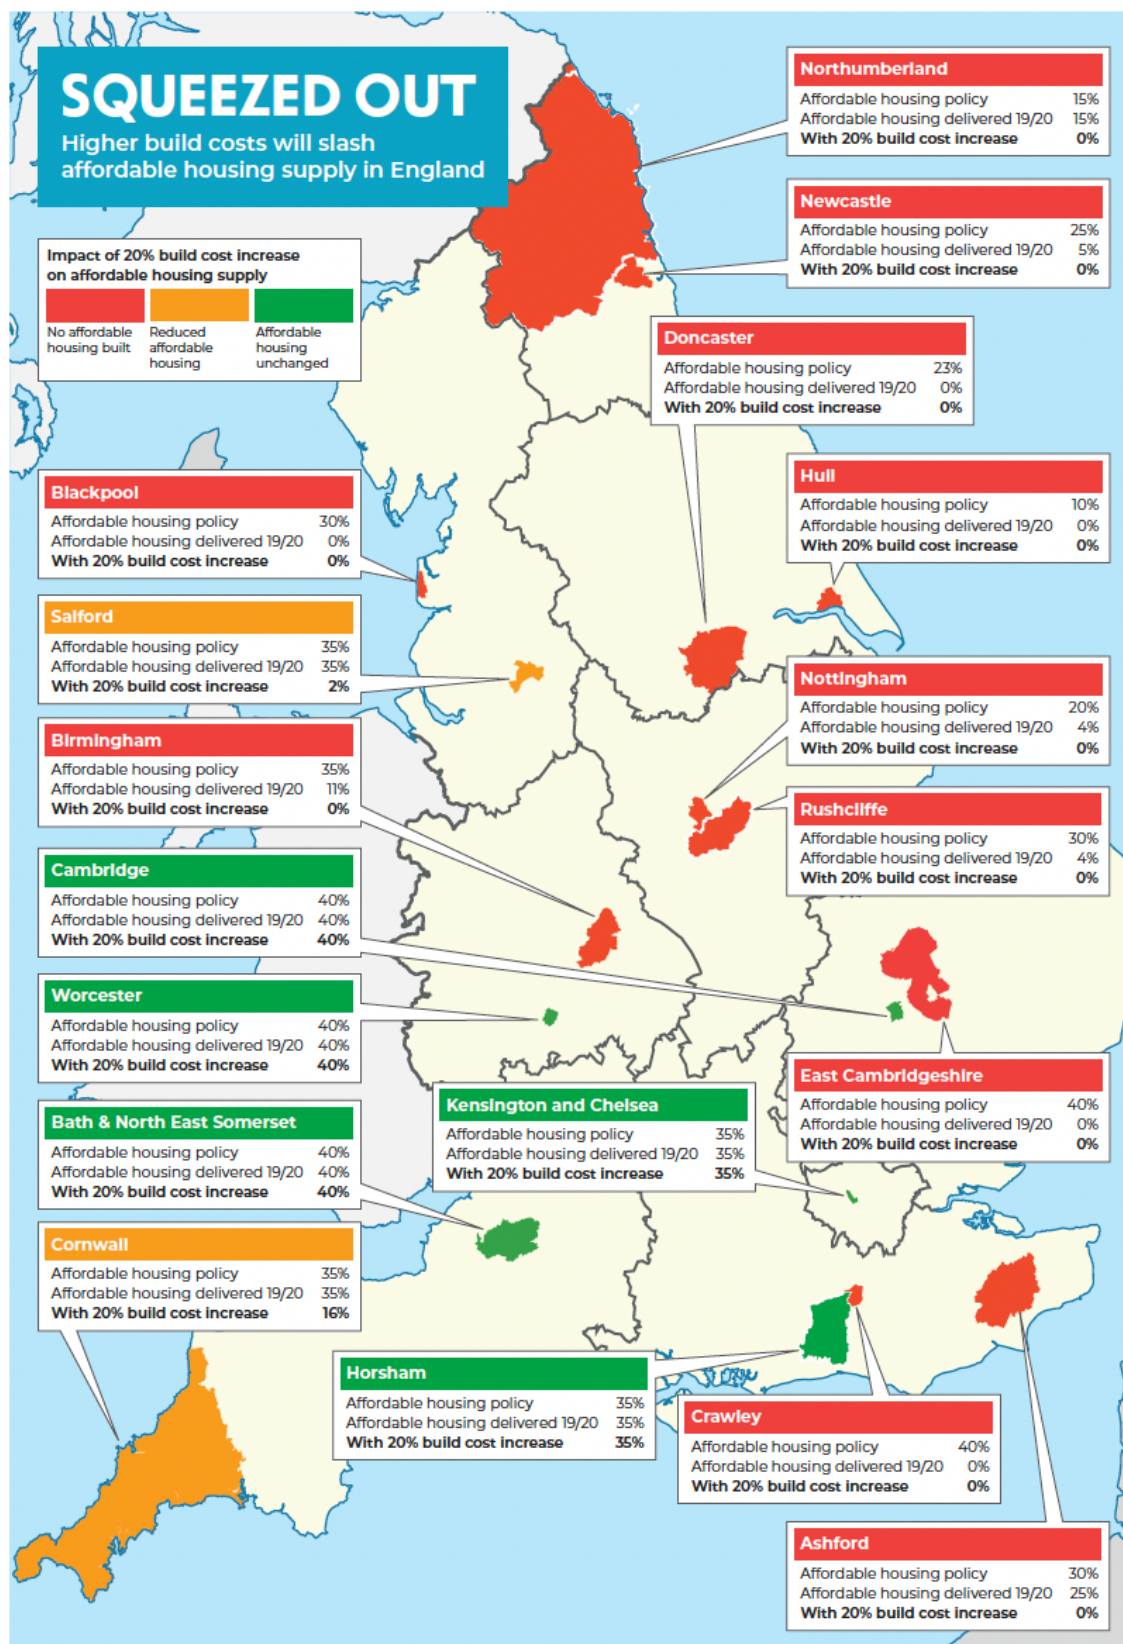 SQUEEZED OUT
Higher build costs will slash
affordable housing supply in England
Impact of 20% build cost increase
on affordable housing supply
No affordable
housing built
Reduced
affordable
housing
Affordable
housing
unchanged
Northumberland
Affordable housing policy 15%
Affordable housing delivered 19/20 15%
With 20% build cost increase 0%
Newcastle
Affordable housing policy 25%
Affordable housing delivered 19/20 5%
With 20% build cost increase 0%
Doncaster
Affordable housing policy 23%
Affordable housing delivered 19/20 0%
With 20% build cost increase 0%
Hull
Affordable housing policy 10%
Affordable housing delivered 19/20 0%
With 20% build cost increase 0%
Blackpool
Affordable housing policy 30%
Affordable housing delivered 19/20 0%
With 20% build cost increase 0%
Salford
Affordable housing policy 35%
Affordable housing delivered 19/20 35%
With 20% build cost increase 2%
Nottingham
Affordable housing policy 20%
Affordable housing delivered 19/20 4%
With 20% build cost increase 0%
Birmingham
Affordable housing policy 35%
Affordable housing delivered 19/20 11%
With 20% build cost increase 0%
Rushcliffe
Affordable housing policy 30%
Affordable housing delivered 19/20 4%
With 20% build cost increase 0%
Cambridge
Affordable housing policy 40%
Affordable housing delivered 19/20 40%
With 20% build cost increase 40%
Worcester
Affordable housing policy 40%
Affordable housing delivered 19/20 40%
With 20% build cost increase 40%
East Cambridgeshire
Affordable housing policy 40%
Affordable housing delivered 19/20 0%
With 20% build cost increase 0%
Kensington and Chelsea
Affordable housing policy 35%
Affordable housing delivered 19/20 35%
With 20% build cost increase 35%
Bath & North East Somerset
Affordable housing policy 40%
Affordable housing delivered 19/20 40%
With 20% build cost increase 40%
Cornwall
Affordable housing policy 35%
Affordable housing delivered 19/20 35%
With 20% build cost increase 16%
Horsham
Affordable housing policy 35%
Affordable housing delivered 19/20 35%
With 20% build cost increase 35%
Crawley
Affordable housing policy 40%
Affordable housing delivered 19/20 0%
With 20% build cost increase 0%
Ashford
Affordable housing policy 30%
Affordable housing delivered 19/20 25%
With 20% build cost increase 0%